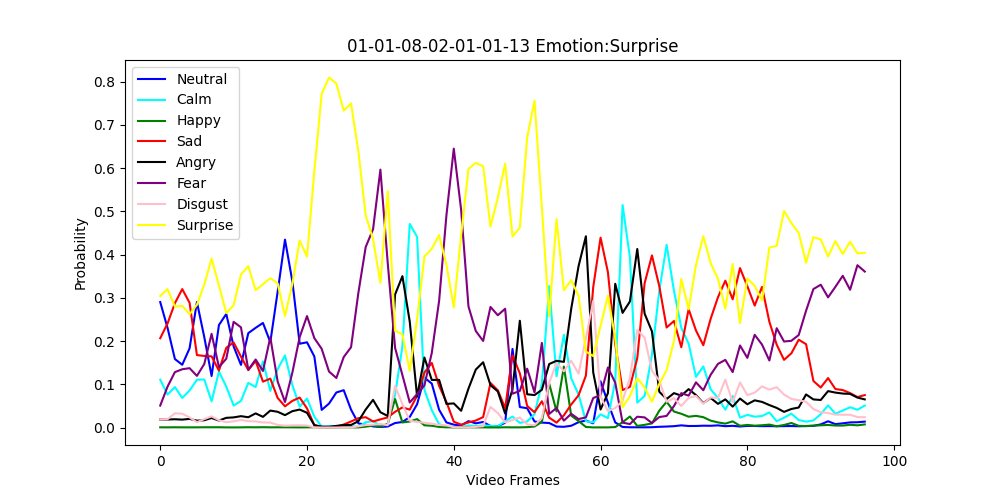 01-01-08-02-01-01-13 Emotion:Surprise
Neutral
Calm
Happy
Sad
Angry
Fear
Disgust
Surprise
0.8
0.7
0.6
0.5
0.4
0.3
0.2
0.1
0.0
Probability
0 20 40 60 80 100
Video Frames